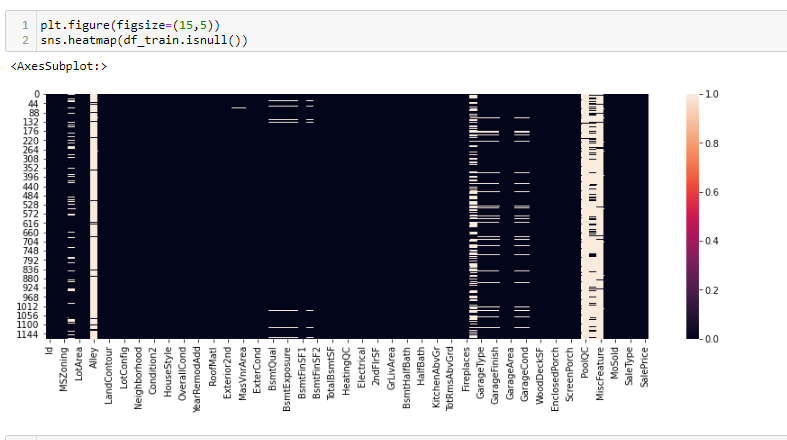 1 plt.figure(figsize=(15,5))
2 sns.heatmap(df_train.isnull())
<AxesSubplot:>
0
44
88
132
176
220
264
308
352
396
440
484
528
572
616
660
704
748
792
836
880
924
968
1012
1056
1100
1144
Id
MSZoning
LotArea
Alley
LandContour
LotConfig
Neighborhood
Condition2
HouseStyle
OverallCond
YearRemodAdd
RoofMatl
Exterior2nd
MasVnrArea
ExterCond
BsmtQual
BsmtExposure
BsmtFinSF1
BsmtFinSF2
TotalBsmtSF
HeatingQC
Electrical
2ndFlrSF
GrLivArea
BsmtHalfBath
HalfBath
KitchenAbvGr
TotRmsAbvGrd
Fireplaces
GarageType
GarageFinish
GarageArea
GarageCond
WoodDeckSF
EnclosedPorch
ScreenPorch
PoolQC
MiscFeature
MoSold
SaleType
SalePrice
1.0
0.8
0.6
0.4
0.2
0.0